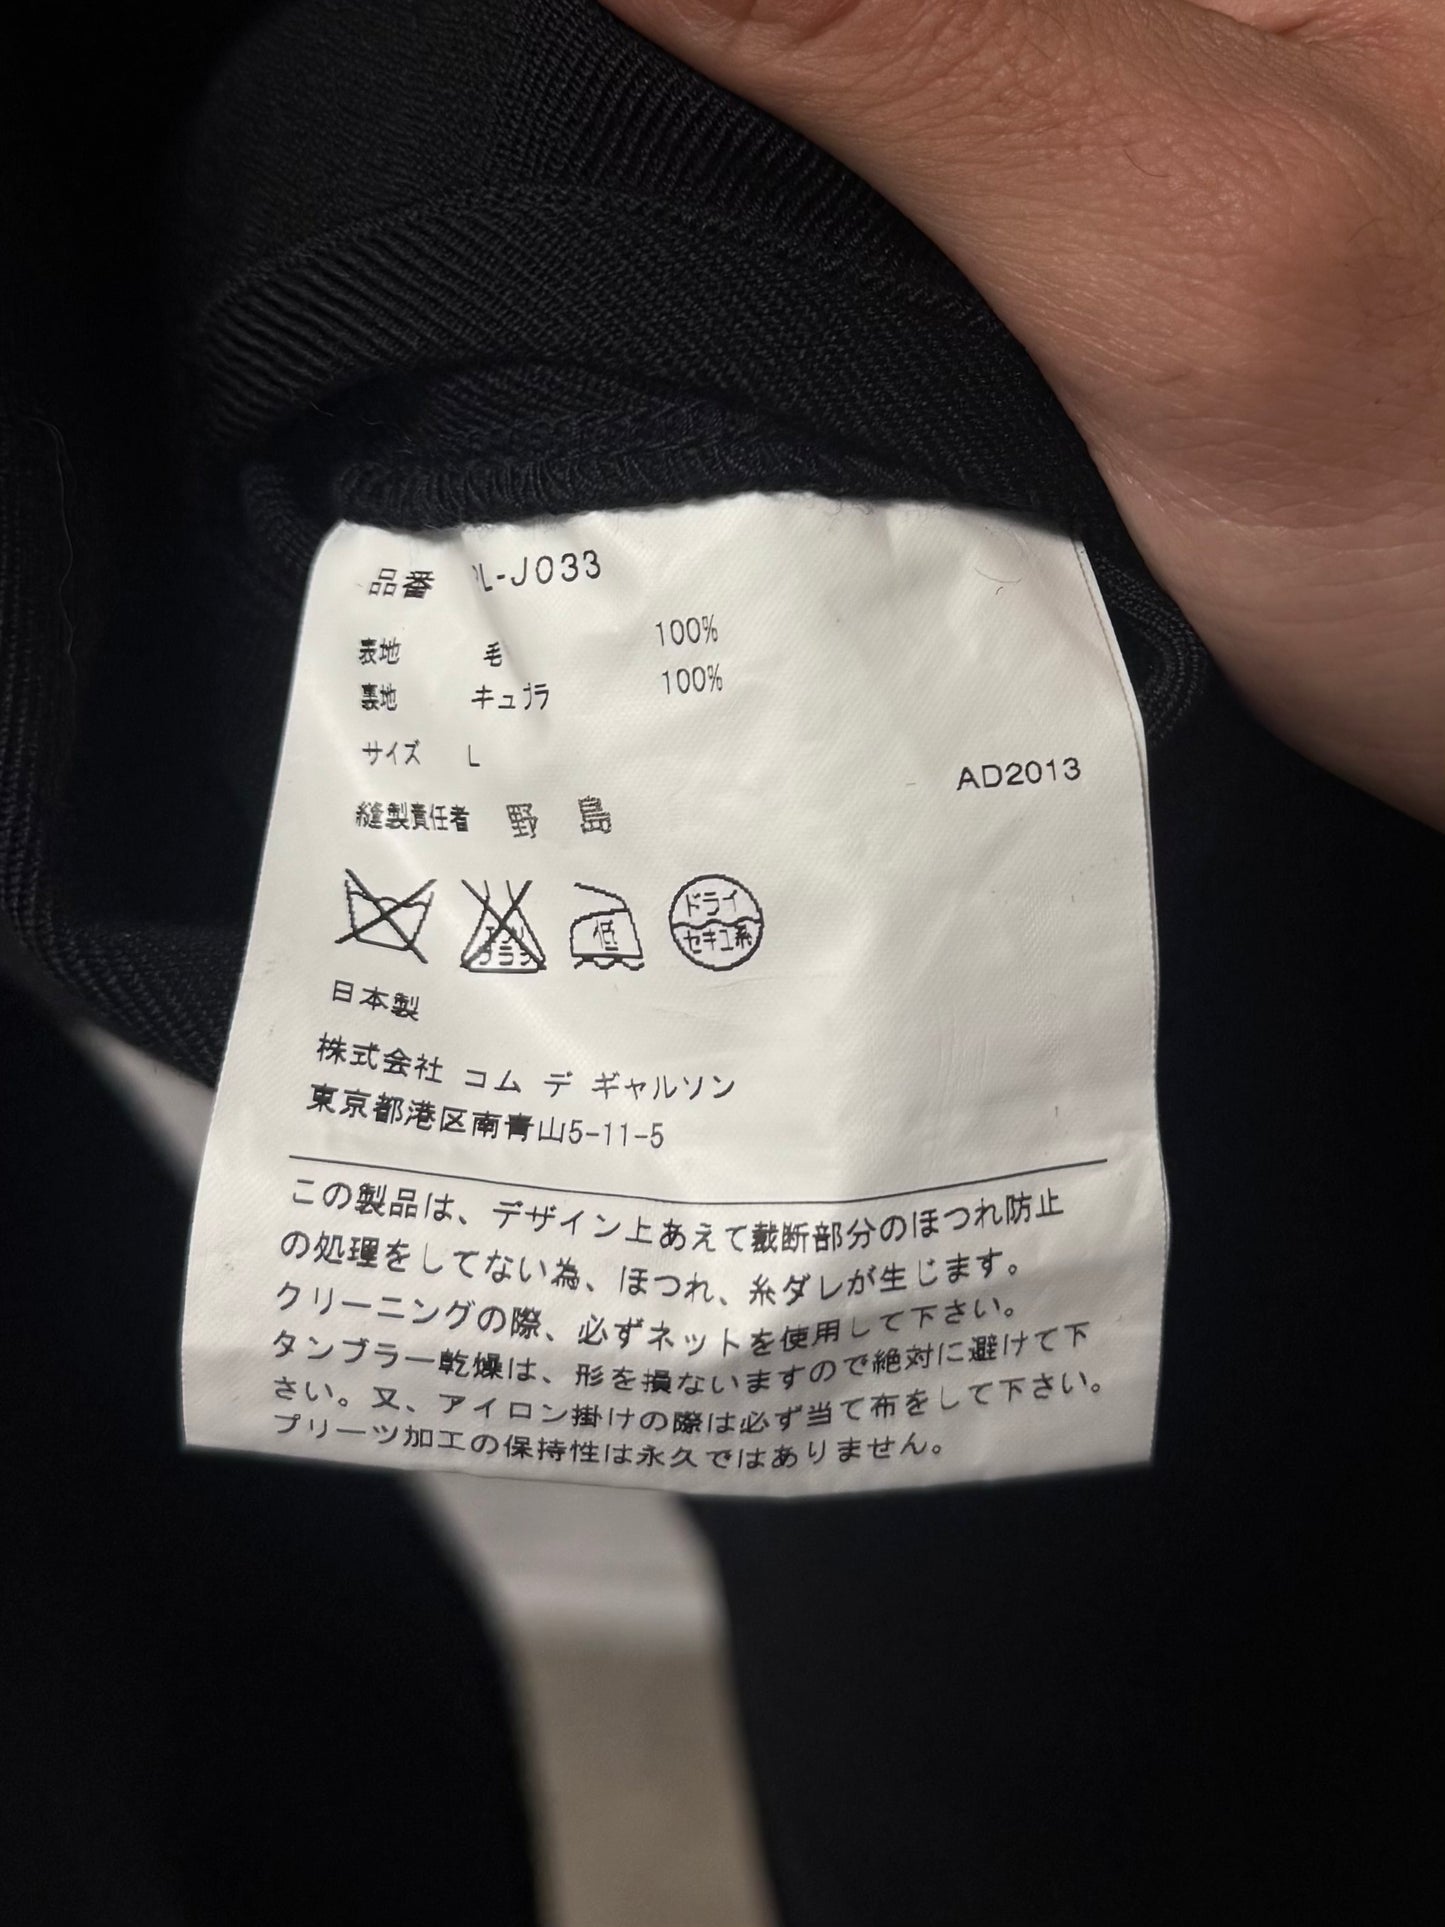 品番 PL-J033
表地 毛 100%
裏地 キュプラ 100%
サイズ L
AD2013
縫製責任者 野島
ドライ
セキユ系
低
エンソ
サラシ
日本製
株式会社 コム デ ギャルソン
東京都港区南青山5-11-5
この製品は、デザイン上あえて裁断部分のほつれ防止
の処理をしてない為、ほつれ、糸ダレが生じます。
クリーニングの際、必ずネットを使用して下さい。
タンブラー乾燥は、形を損ないますので絶対に避けて下
さい。又、アイロン掛けの際は必ず当て布をして下さい。
プリーツ加工の保持性は永久ではありません。